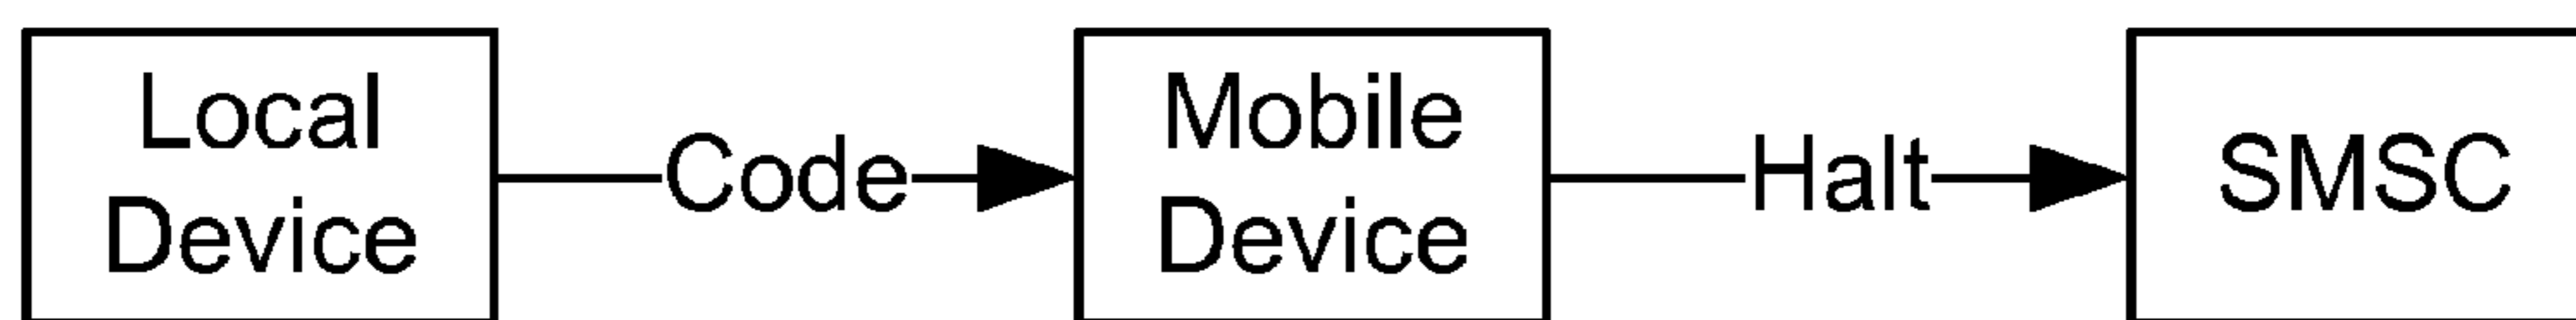 Local
Device
Code
Mobile
Device
Halt
SMSC